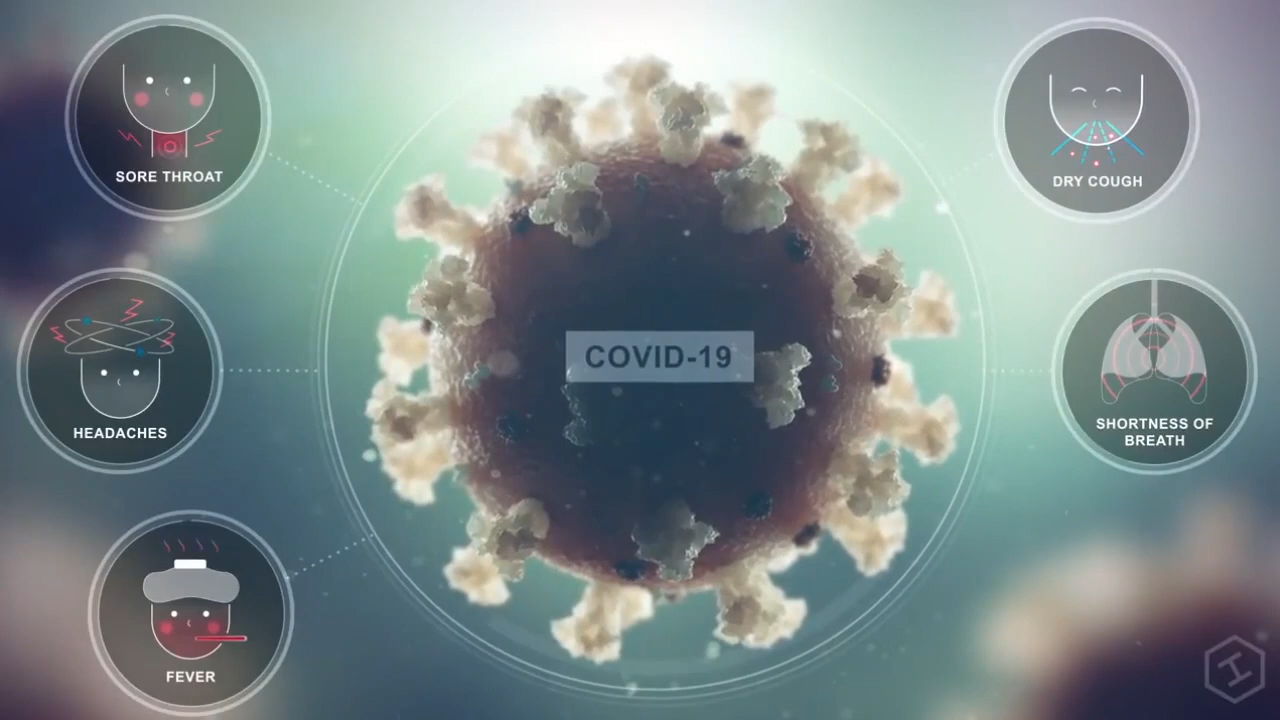 SORE THROAT
DRY COUGH
COVID-19
HEADACHES
SHORTNESS OF
BREATH
FEVER